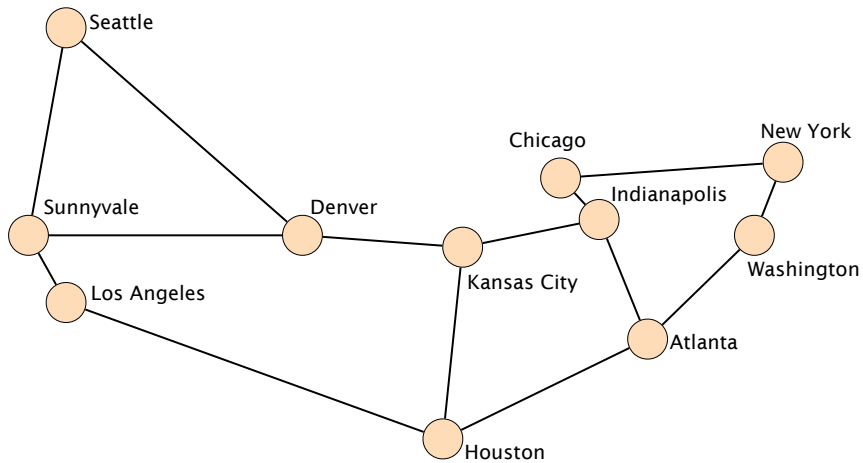 Seattle
New York
Chicago
Indianapolis
Sunnyvale
Denver
Washington
Kansas City
Los Angeles
Atlanta
Houston